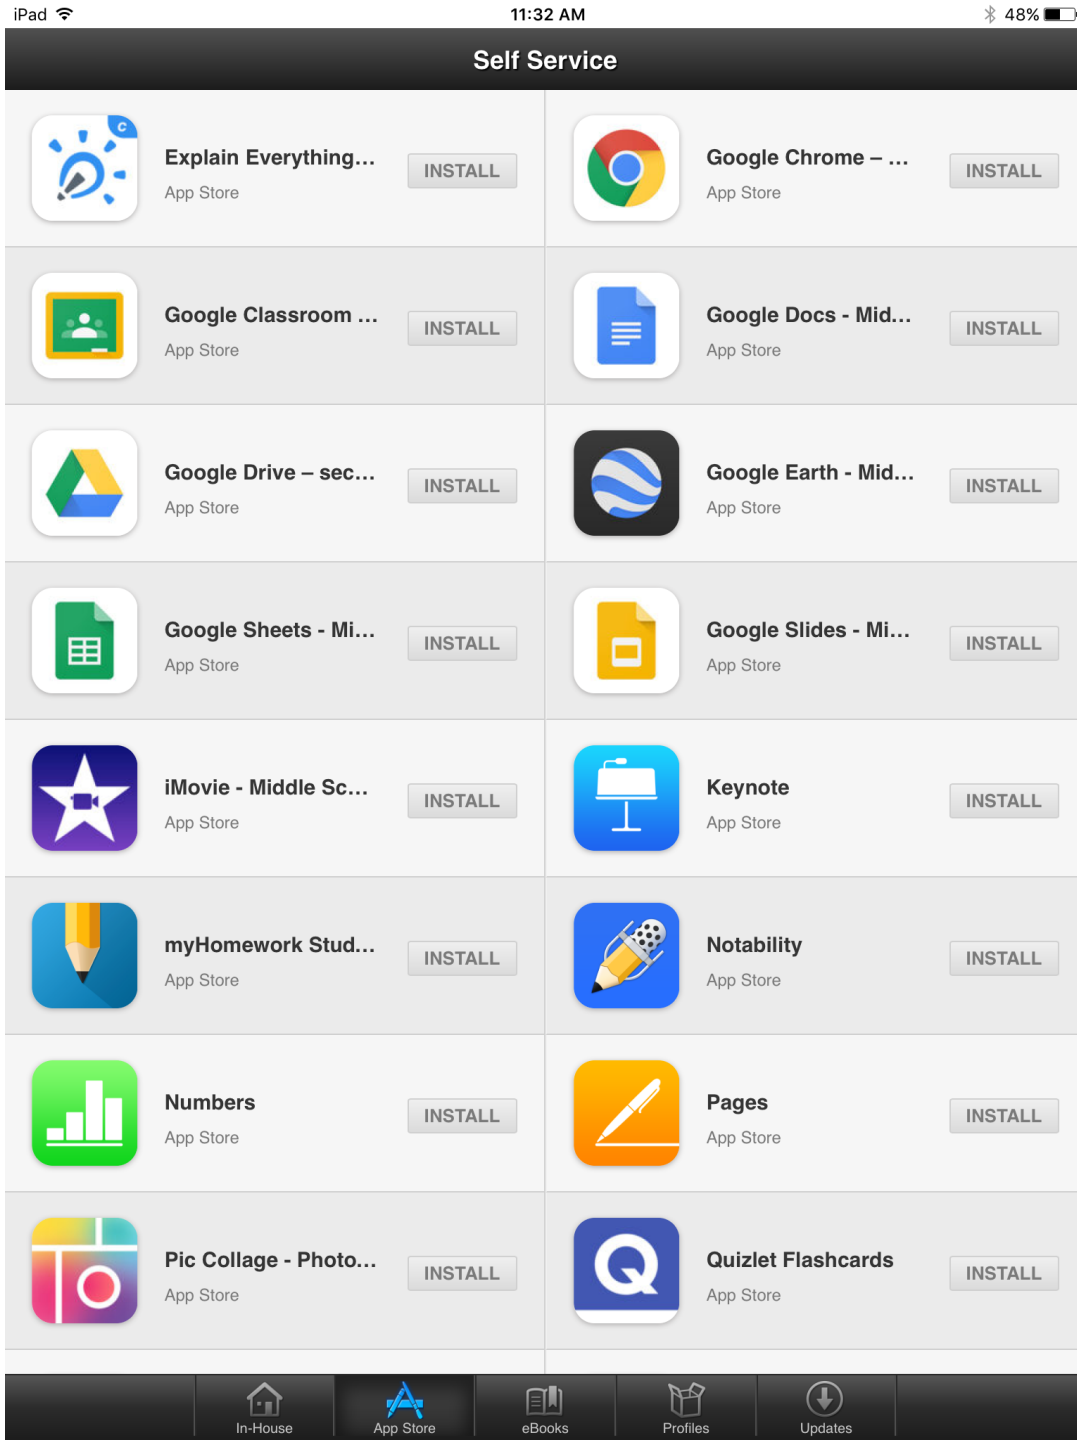 iPad 11:32 AM 48%
Self Service
C
Explain Everything...
App Store
INSTALL
Google Chrome – ...
App Store
INSTALL
Google Classroom ...
App Store
INSTALL
Google Docs - Mid...
App Store
INSTALL
Google Drive – sec...
App Store
INSTALL
Google Earth - Mid...
App Store
INSTALL
Google Sheets - Mi...
App Store
INSTALL
Google Slides - Mi...
App Store
INSTALL
iMovie - Middle Sc...
App Store
INSTALL
Keynote
App Store
INSTALL
myHomework Stud...
App Store
INSTALL
Notability
App Store
INSTALL
Numbers
App Store
INSTALL
Pages
App Store
INSTALL
Pic Collage - Photo...
App Store
INSTALL
Q
Quizlet Flashcards
App Store
INSTALL
In-House
App Store
eBooks
Profiles
Updates